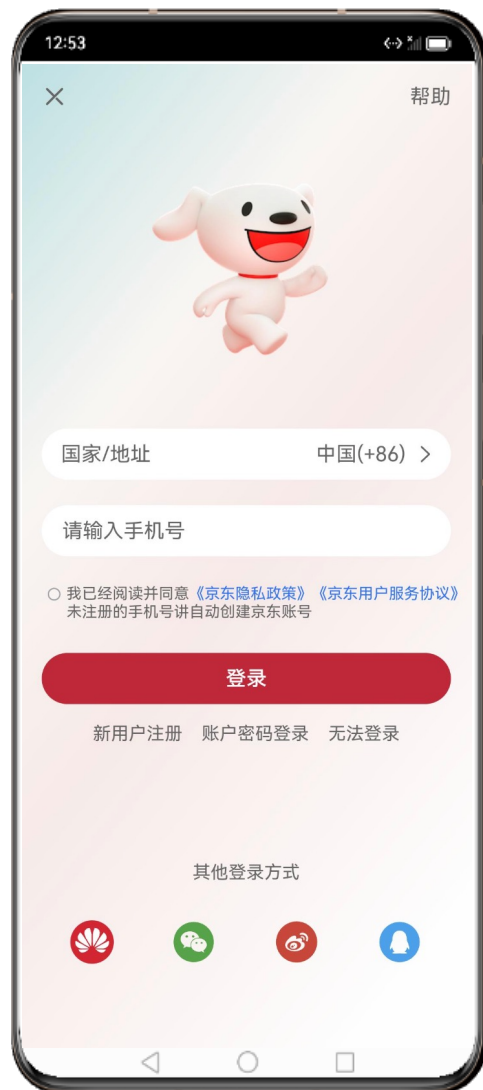 12:53
帮助
国家/地址 中国(+86)
请输入手机号
我已经阅读并同意《京东隐私政策》《京东用户服务协议》
未注册的手机号讲自动创建京东账号
登录
新用户注册 账户密码登录 无法登录
其他登录方式